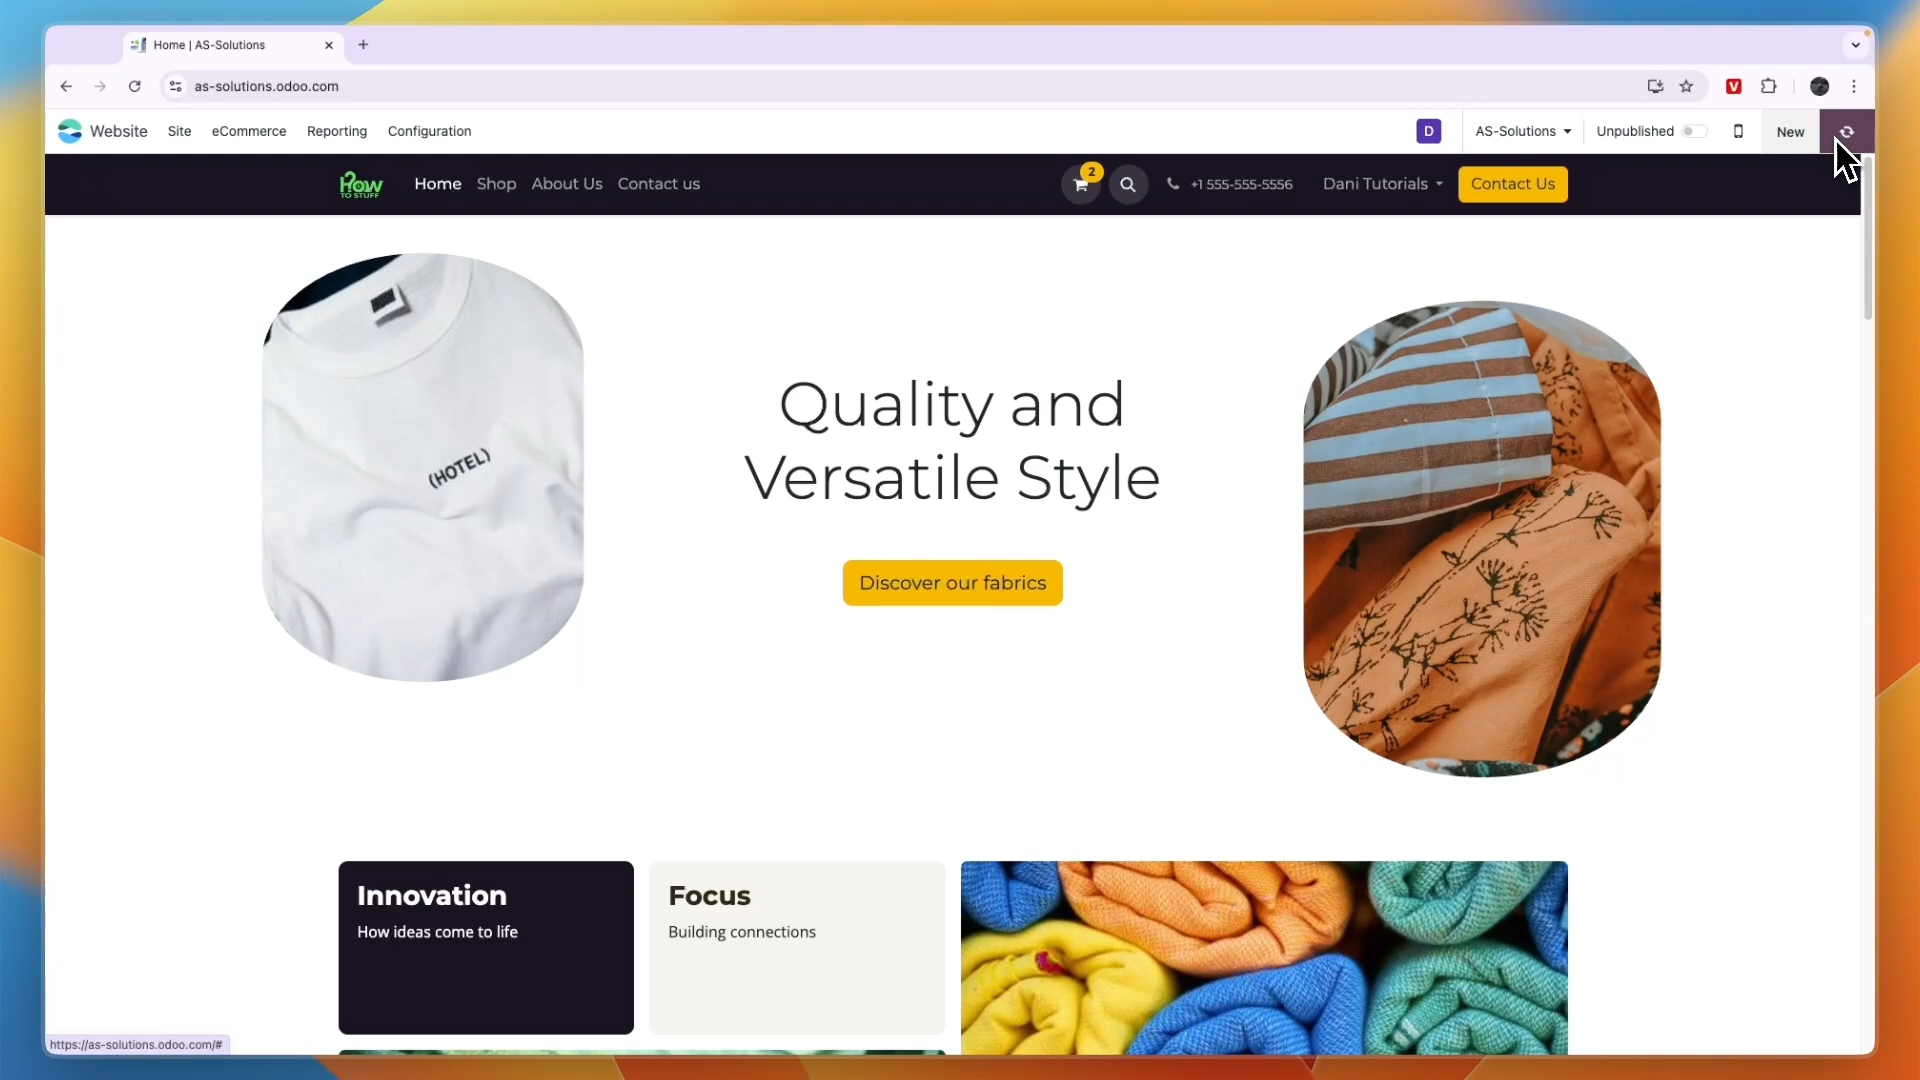 Home | AS-Solutions
as-solutions.odoo.com
V
Website Site eCommerce Reporting Configuration
D
AS-Solutions Unpublished New
HOW TO STUFF
Home Shop About Us Contact us
2
+1 555-555-5556 Dani Tutorials Contact Us
(HOTEL)
Quality and
Versatile Style
Discover our fabrics
Innovation
How ideas come to life
Focus
Building connections
https://as-solutions.odoo.com/#